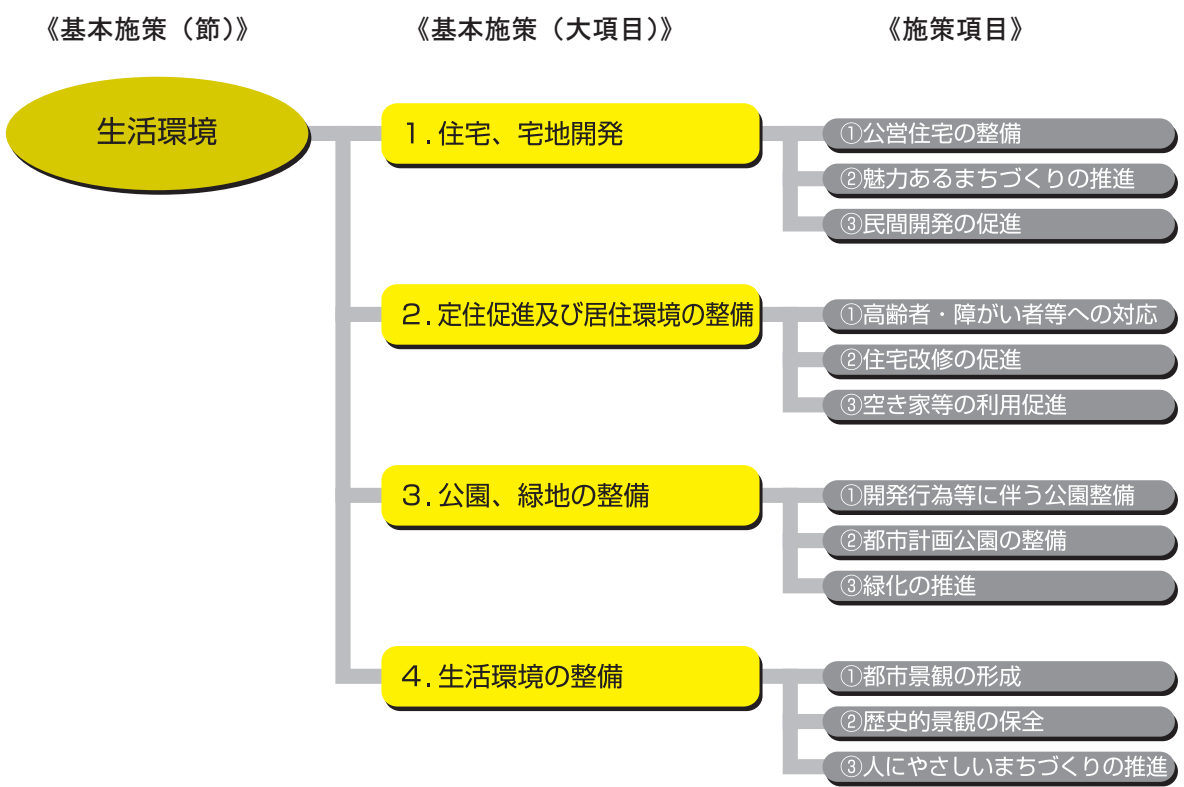 《基本施策（節）》
《基本施策（大項目）》
《施策項目》
生活環境
１．住宅、宅地開発
①公営住宅の整備
②魅力あるまちづくりの推進
③民間開発の促進
２．定住促進及び居住環境の整備
①高齢者・障がい者等への対応
②住宅改修の促進
③空き家等の利用促進
３．公園、緑地の整備
①開発行為等に伴う公園整備
②都市計画公園の整備
③緑化の推進
４．生活環境の整備
①都市景観の形成
②歴史的景観の保全
③人にやさしいまちづくりの推進